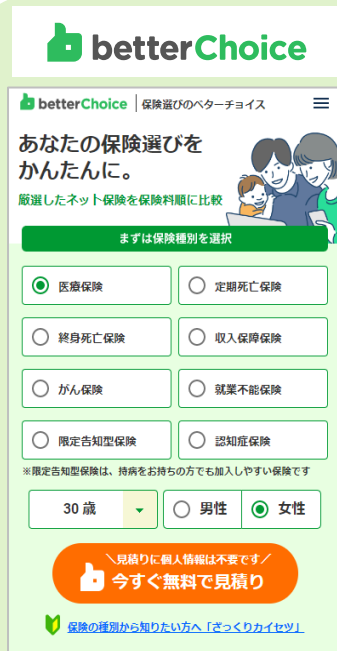 betterChoice
betterChoice 保険選びのベターチョイス
あなたの保険選びを
かんたんに。
厳選したネット保険を保険料順に比較
まずは保険種別を選択
医療保険 定期死亡保険
終身死亡保険 収入保障保険
がん保険 就業不能保険
限定告知型保険 認知症保険
※限定告知型保険は、持病をお持ちの方でも加入しやすい保険です
30 歳 男性 女性
＼見積りに個人情報は不要です／
今すぐ無料で見積り
保険の種別から知りたい方へ「ざっくりカイセツ」